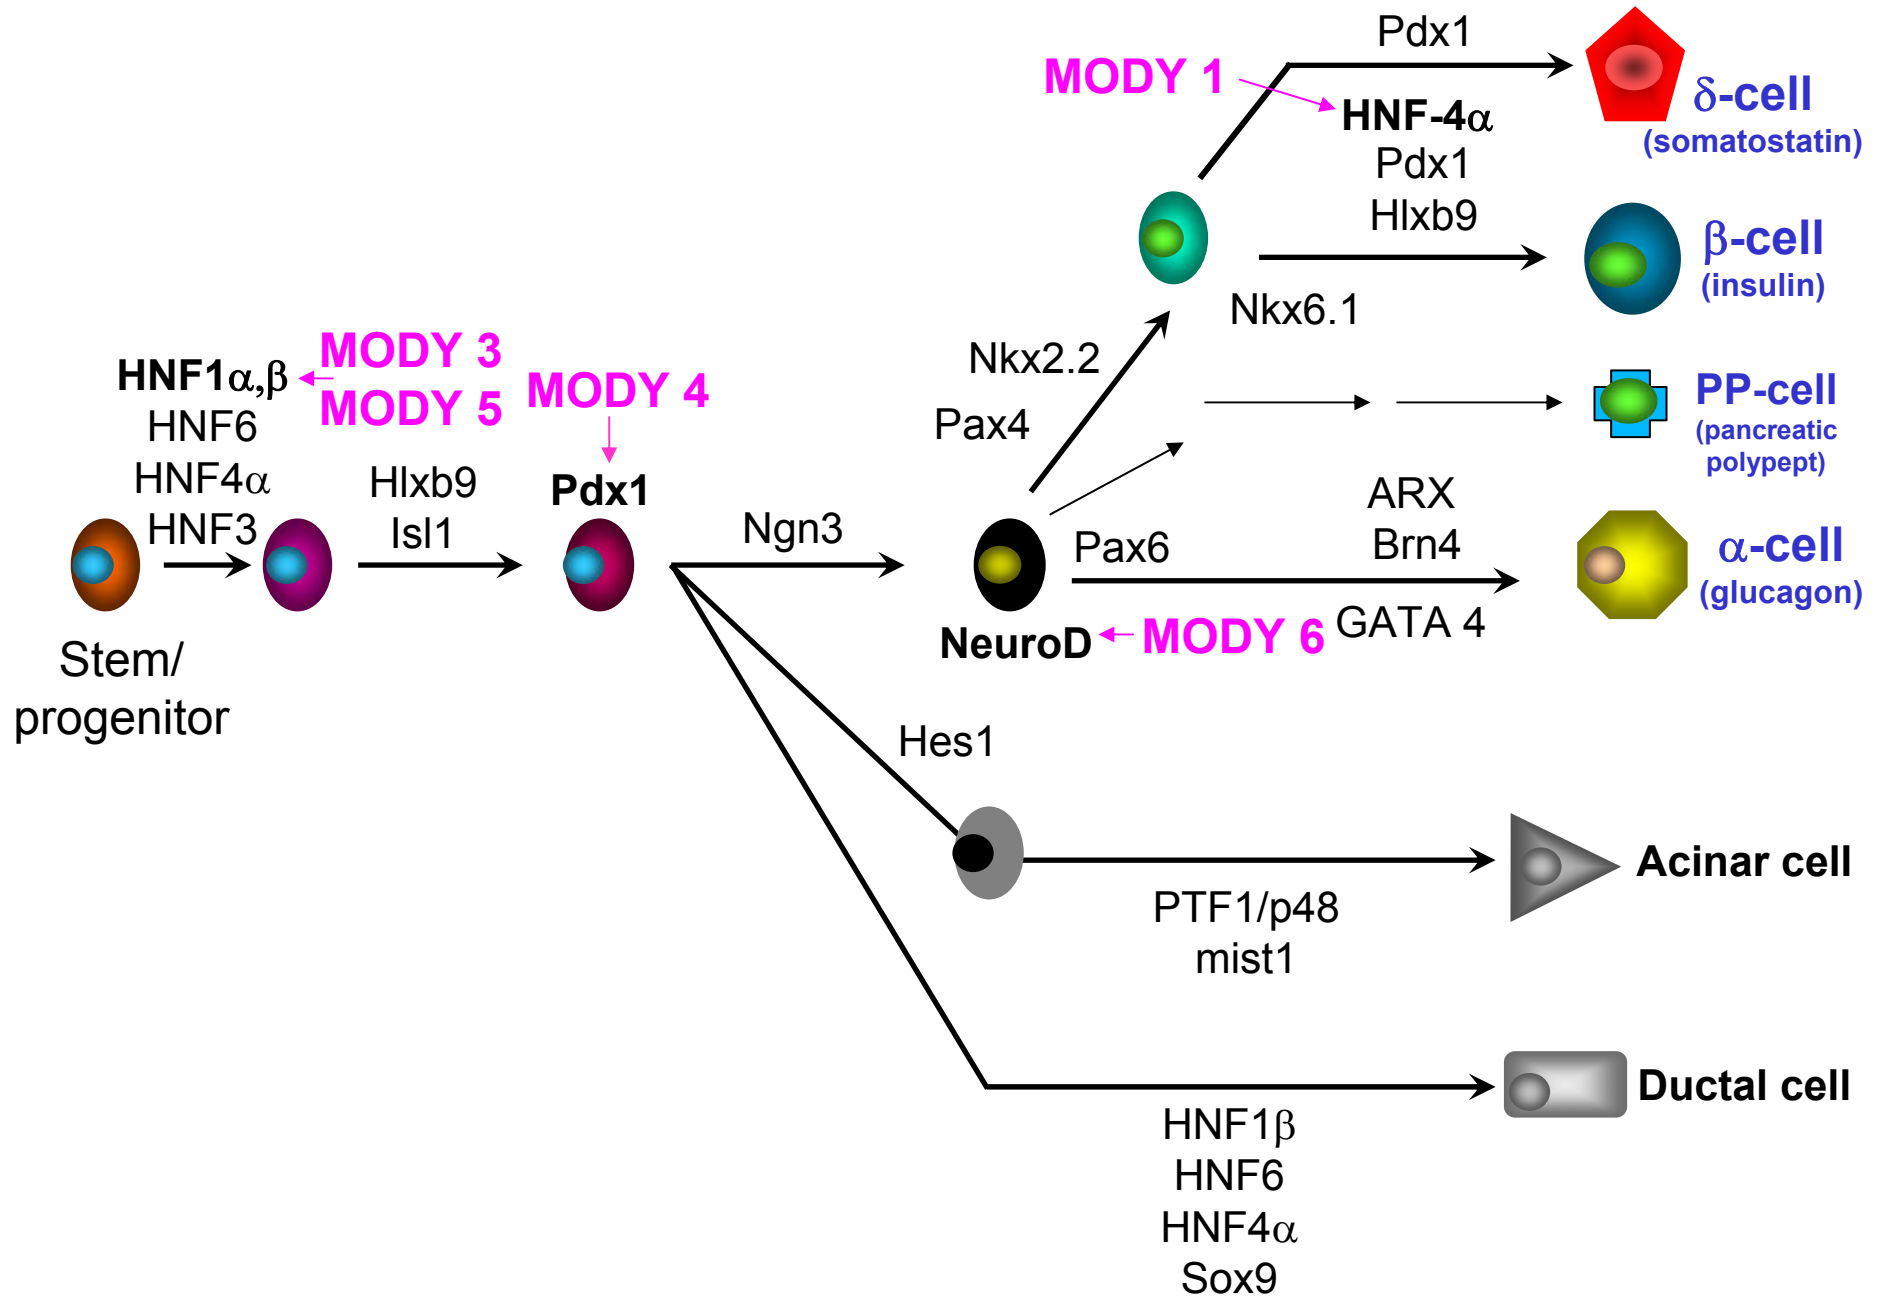 Pdx1
MODY 1
HNF-4α
Pdx1
Hlxb9
δ-cell
(somatostatin)
β-cell
(insulin)
Nkx6.1
Nkx2.2
Pax4
MODY 3
MODY 5
HNF1α,β
HNF6
HNF4α
HNF3
MODY 4
Hlxb9
Isl1
Pdx1
Ngn3
PP-cell
(pancreatic
polypept)
ARX
Brn4
Pax6
GATA 4
α-cell
(glucagon)
NeuroD
MODY 6
Stem/
progenitor
Hes1
PTF1/p48
mist1
Acinar cell
Ductal cell
HNF1β
HNF6
HNF4α
Sox9